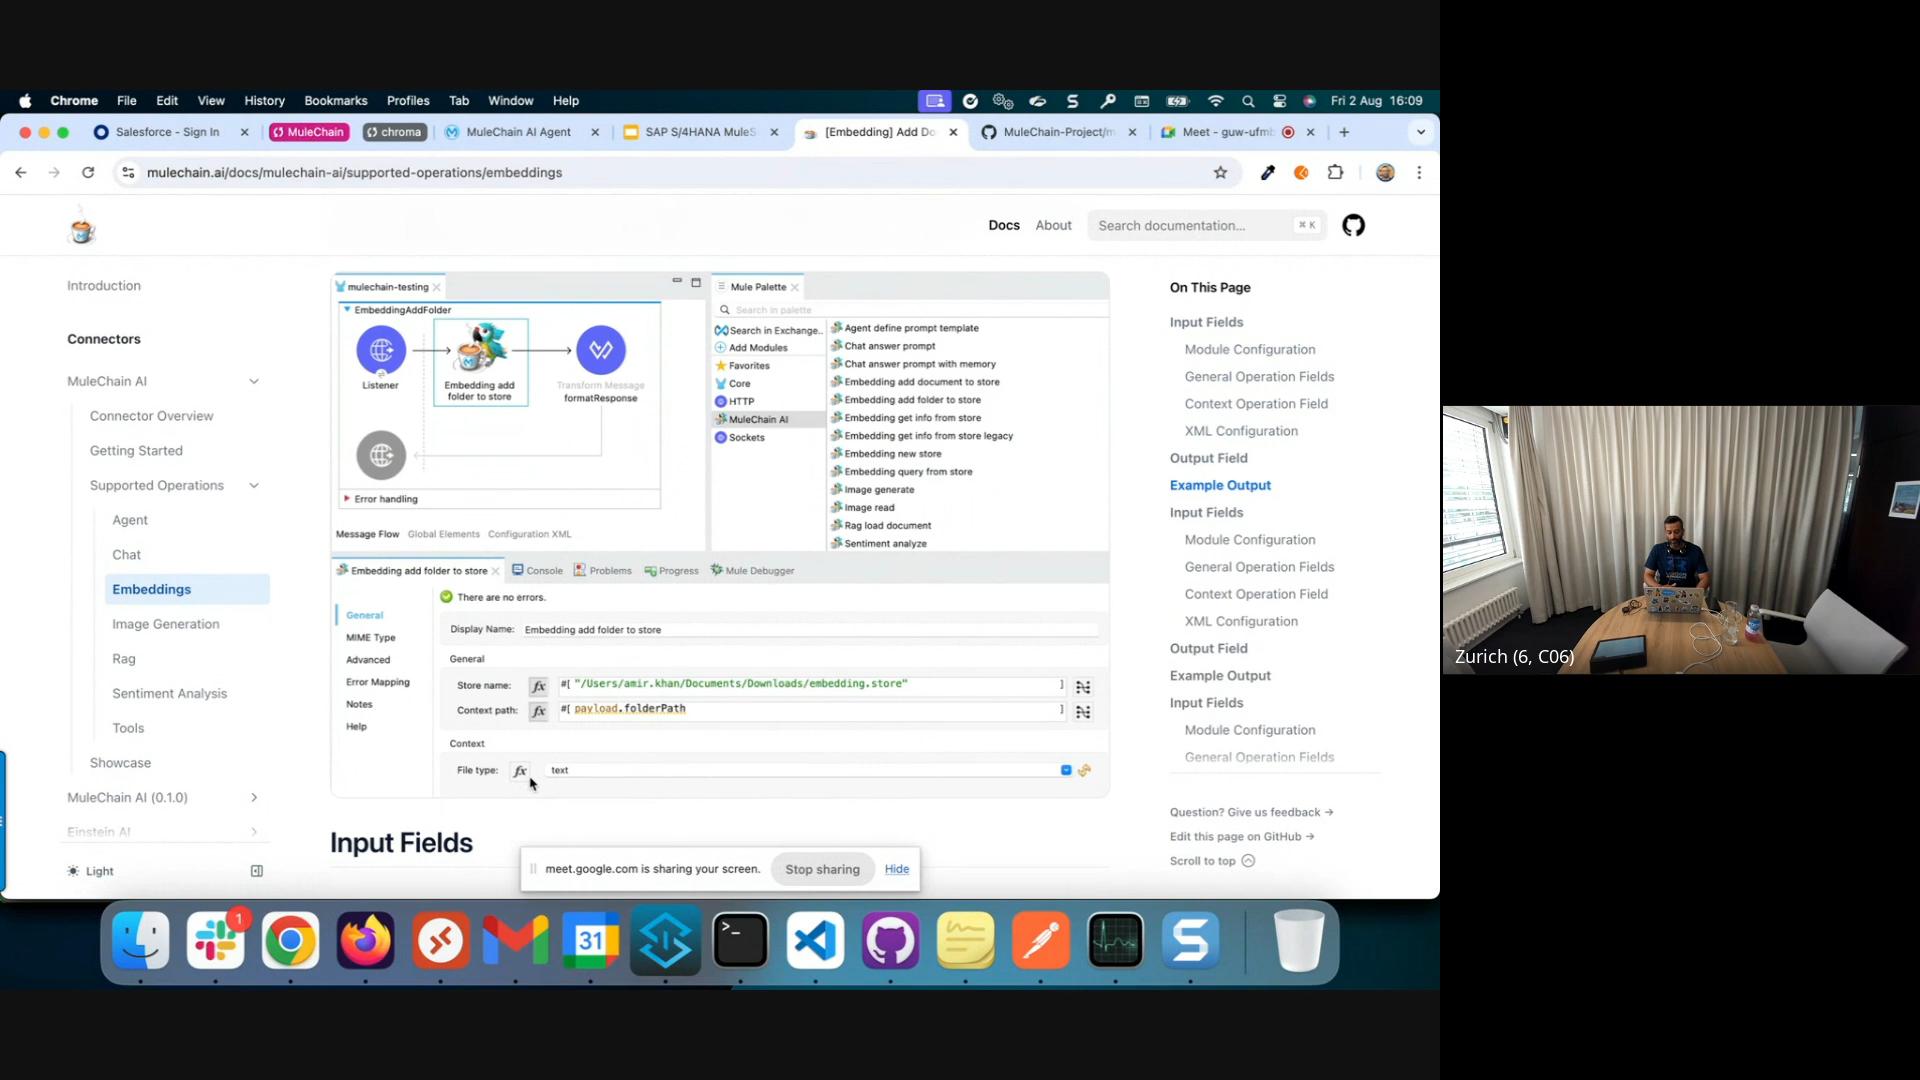 Chrome File Edit View History Bookmarks Profiles Tab Window Help Fri 2 Aug 16:09
Salesforce - Sign In MuleChain chroma MuleChain AI Agent SAP S/4HANA MuleS [Embedding] Add Do MuleChain-Project/m Meet - guw-ufmb
mulechain.ai/docs/mulechain-ai/supported-operations/embeddings
Docs About Search documentation... ⌘ K
Introduction
Connectors
MuleChain AI
Connector Overview
Getting Started
Supported Operations
Agent
Chat
Embeddings
Image Generation
Rag
Sentiment Analysis
Tools
Showcase
MuleChain AI (0.1.0)
Einstein AI
Light
mulechain-testing
EmbeddingAddFolder
Listener
Embedding add
folder to store
Transform Message
formatResponse
Error handling
Message Flow Global Elements Configuration XML
Mule Palette
Search in palette
Search in Exchange..
Add Modules
Favorites
Core
HTTP
MuleChain AI
Sockets
Agent define prompt template
Chat answer prompt
Chat answer prompt with memory
Embedding add document to store
Embedding add folder to store
Embedding get info from store
Embedding get info from store legacy
Embedding new store
Embedding query from store
Image generate
Image read
Rag load document
Sentiment analyze
Embedding add folder to store Console Problems Progress Mule Debugger
General
MIME Type
Advanced
Error Mapping
Notes
Help
There are no errors.
Display Name: Embedding add folder to store
General
Store name: fx #[ "/Users/amir.khan/Documents/Downloads/embedding.store" ]
Context path: fx #[ payload.folderPath ]
Context
File type: fx text
Input Fields
On This Page
Input Fields
Module Configuration
General Operation Fields
Context Operation Field
XML Configuration
Output Field
Example Output
Input Fields
Module Configuration
General Operation Fields
Context Operation Field
XML Configuration
Output Field
Example Output
Input Fields
Module Configuration
General Operation Fields
Question? Give us feedback →
Edit this page on GitHub →
Scroll to top
meet.google.com is sharing your screen. Stop sharing Hide
1
31
Zurich (6, C06)